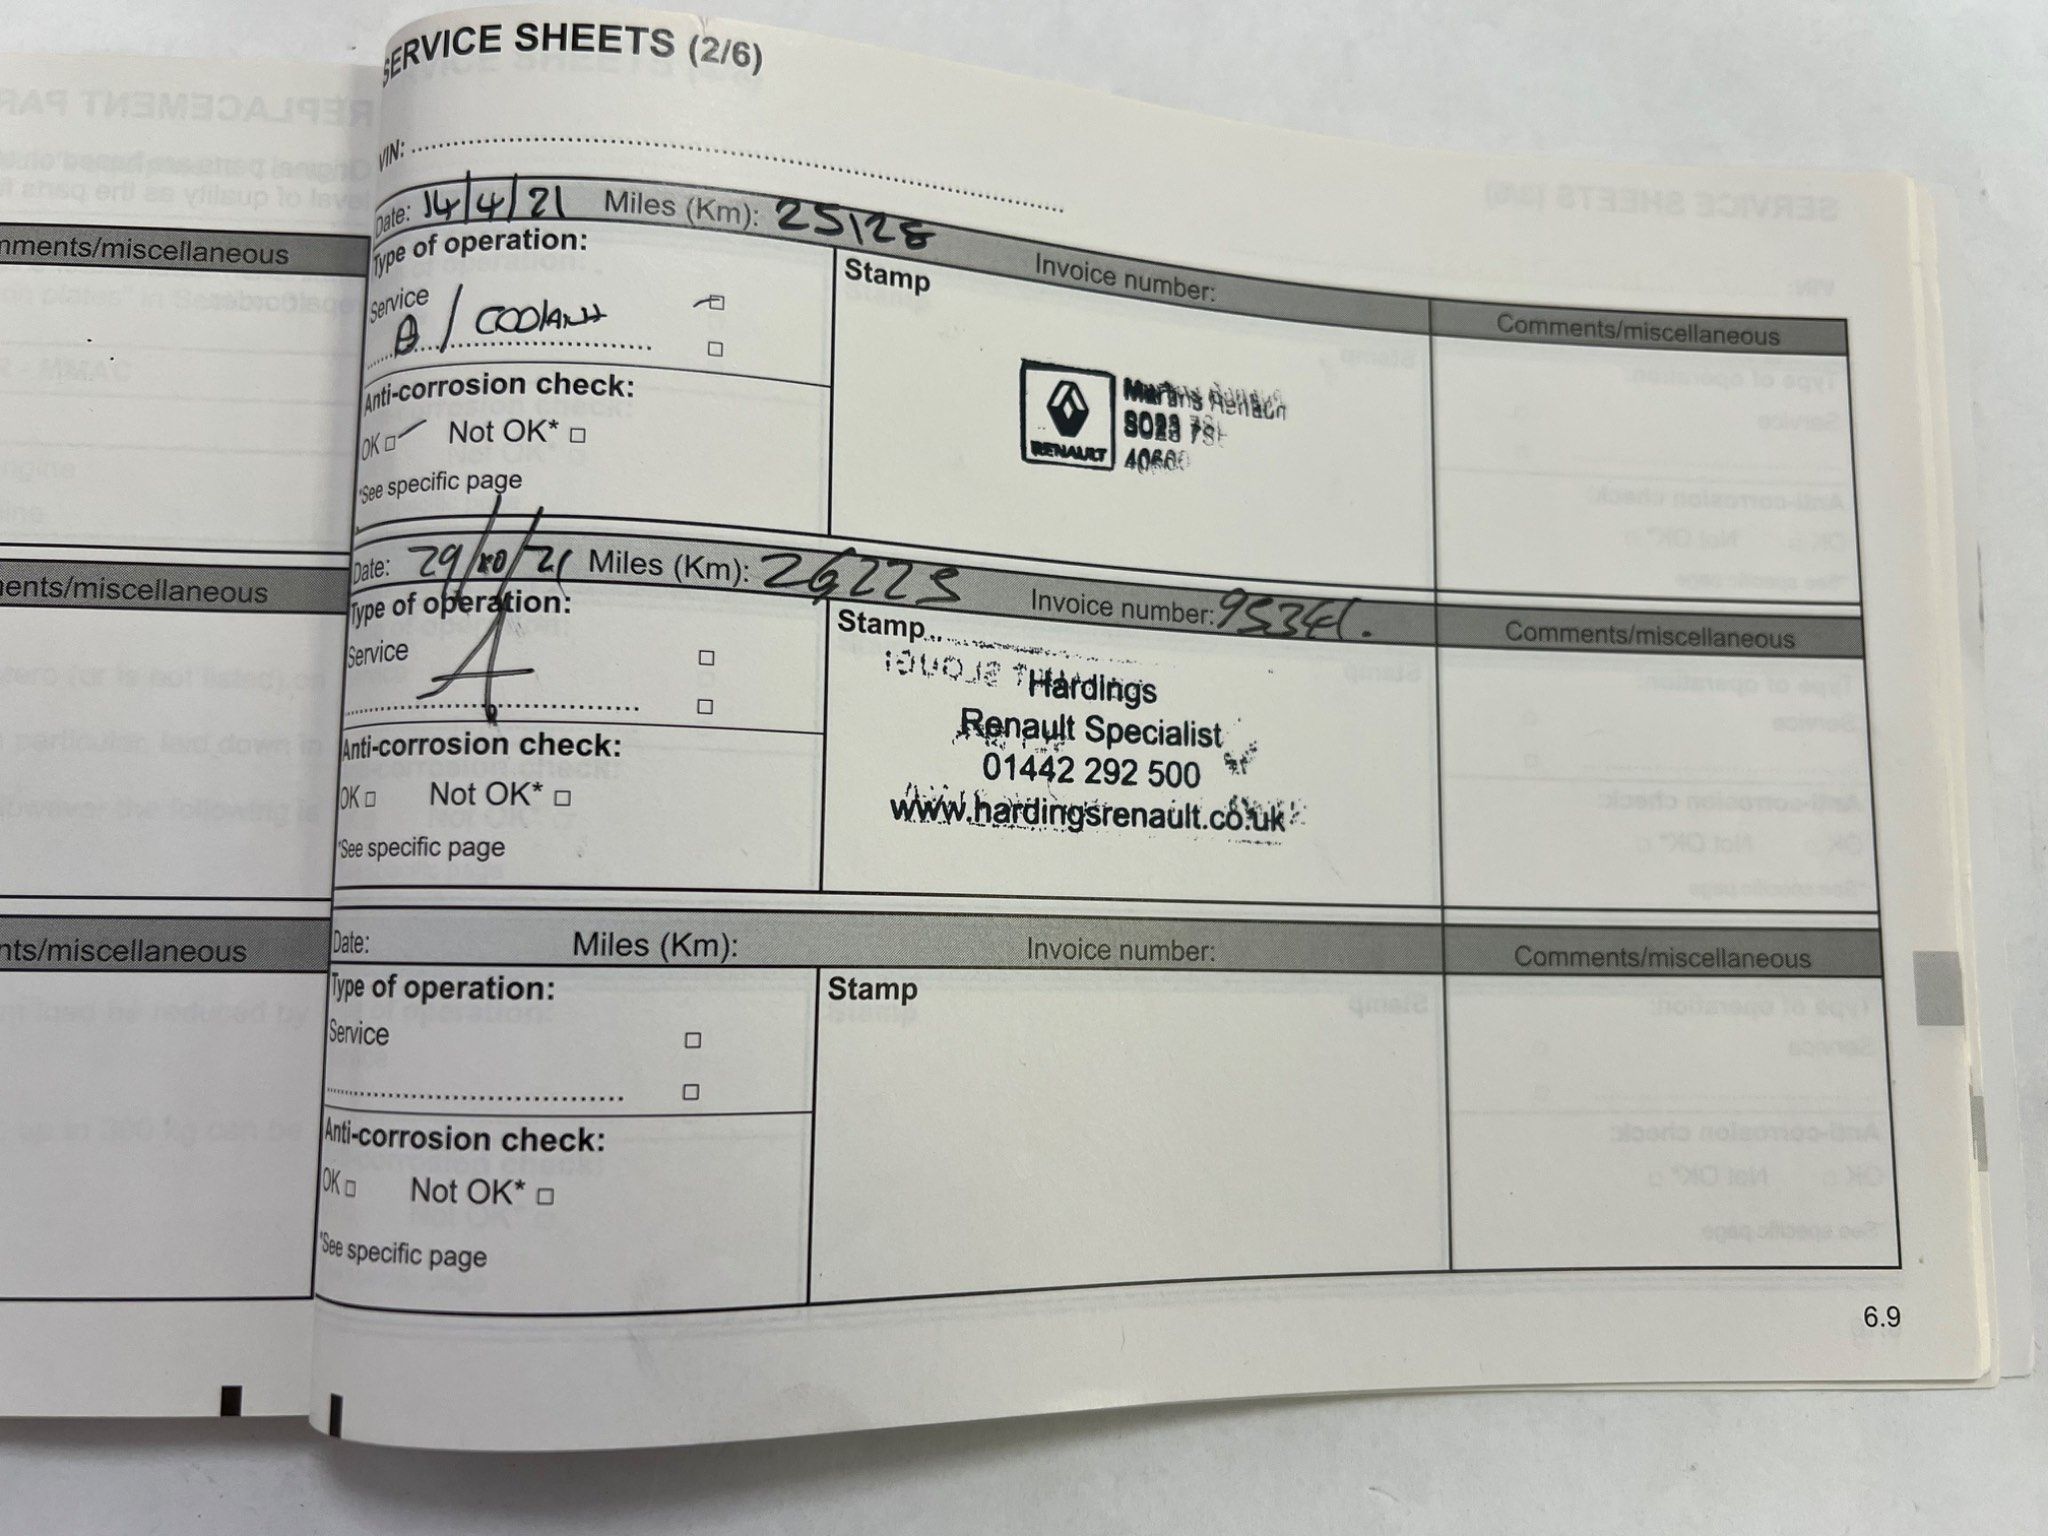 SERVICE SHEETS (2/6)
VIN:
Date: 14/4/21 Miles (Km): 25128 Invoice number: Comments/miscellaneous
Type of operation:
Service
/ COOlANt
Anti-corrosion check:
OK Not OK*
*See specific page
Stamp
RENAULT
Date: 29/10/21 Miles (Km): 26223 Invoice number: 95341. Comments/miscellaneous
Type of operation:
Service
A
Anti-corrosion check:
OK Not OK*
*See specific page
Stamp
Hardings
Renault Specialist
01442 292 500
www.hardingsrenault.co.uk
Date: Miles (Km): Invoice number: Comments/miscellaneous
Type of operation:
Service
Anti-corrosion check:
OK Not OK*
*See specific page
Stamp
6.9